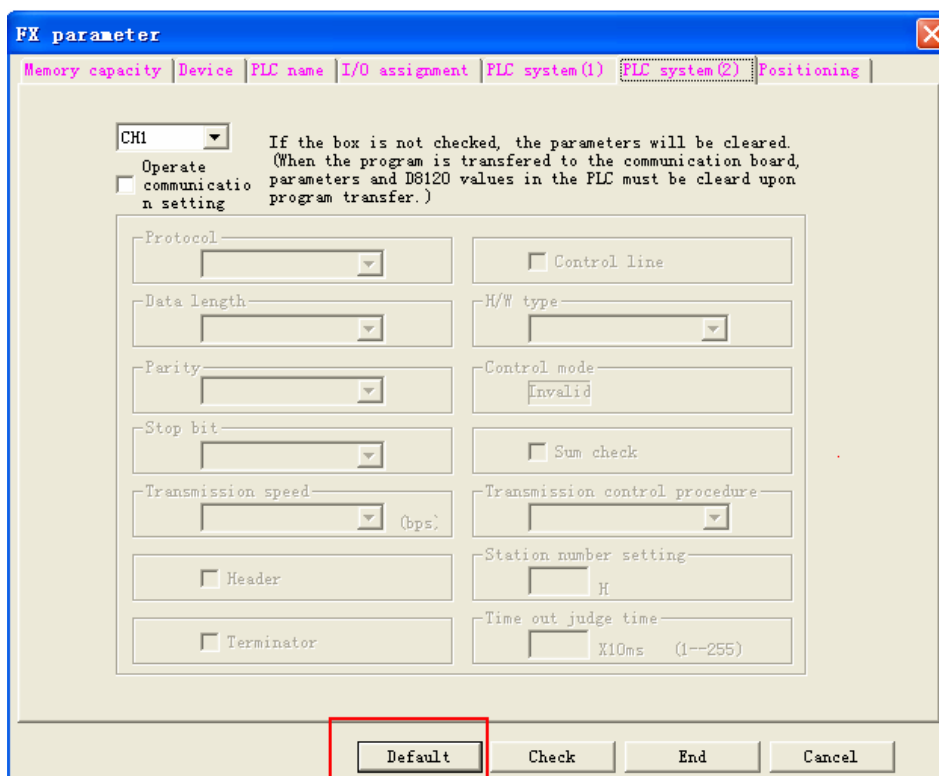 FX parameter
Memory capacity Device PLC name I/O assignment PLC system(1) PLC system(2) Positioning
CH1
If the box is not checked, the parameters will be cleared.
(When the program is transfered to the communication board,
parameters and D8120 values in the PLC must be cleard upon
program transfer.)
Operate
communicatio
n setting
Protocol
Control line
Data length
H/W type
Parity
Control mode
Invalid
Stop bit
Sum check
Transmission speed
(bps)
Transmission control procedure
Header
Station number setting
H
Terminator
Time out judge time
X10ms (1--255)
Default Check End Cancel